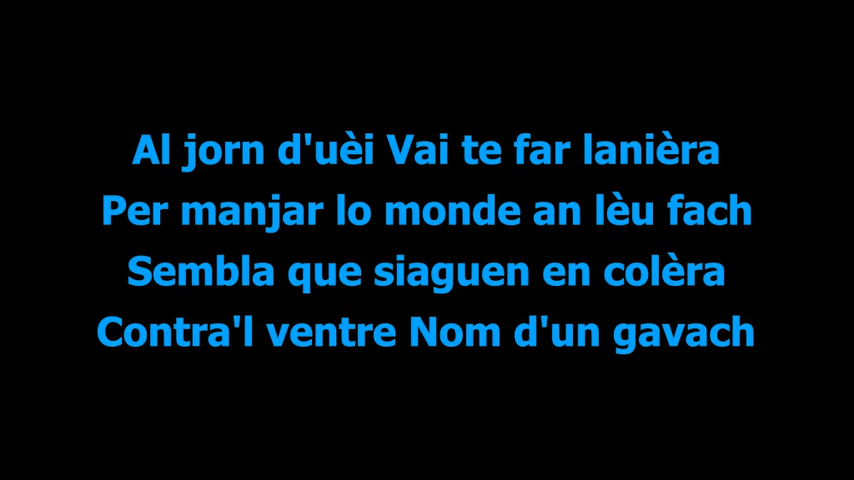 Al jorn d'uèi Vai te far lanièra
Per manjar lo monde an lèu fach
Sembla que siaguen en colèra
Contra'l ventre Nom d'un gavach